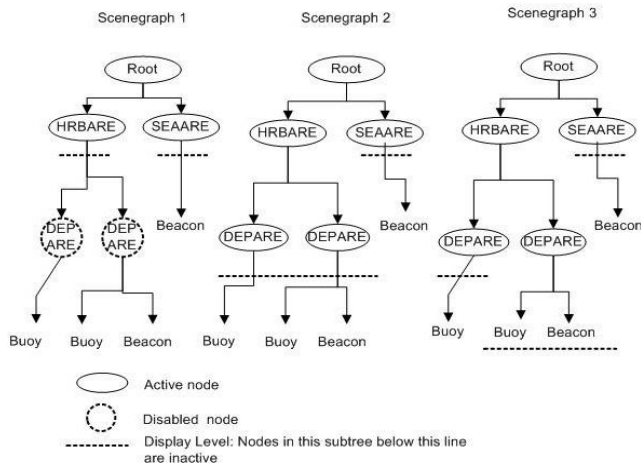 Scenegraph 1
Scenegraph 2
Scenegraph 3
Root
Root
Root
HRBARE
SEAARE
HRBARE
SEAARE
HRBARE
SEAARE
DEP
ARE
DEP
ARE
Beacon
DEPARE
DEPARE
Beacon
DEPARE
DEPARE
Beacon
Buoy
Buoy
Beacon
Buoy
Buoy
Beacon
Buoy
Buoy
Beacon
Active node
Disabled node
Display Level: Nodes in this subtree below this line
are inactive